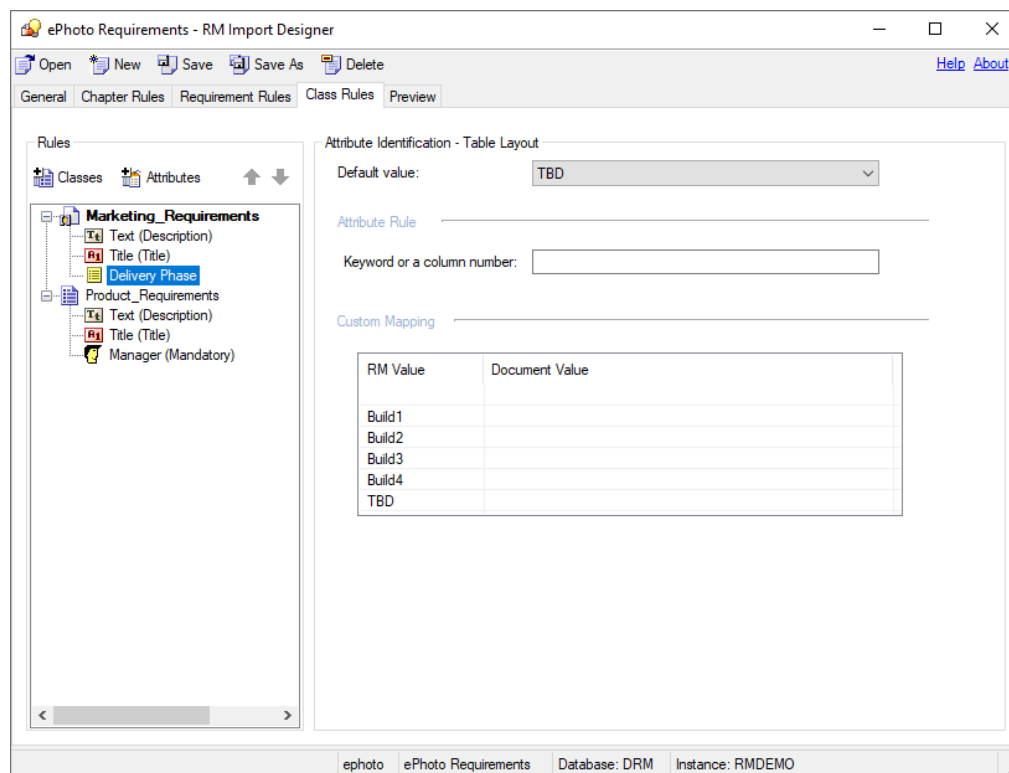 ePhoto Requirements - RM Import Designer
Open New Save Save As Delete Help About
General Chapter Rules Requirement Rules Class Rules Preview
Rules
Classes Attributes
Marketing_Requirements
Text (Description)
Title (Title)
Delivery Phase
Product_Requirements
Text (Description)
Title (Title)
Manager (Mandatory)
Attribute Identification - Table Layout
Default value: TBD
Attribute Rule
Keyword or a column number:
Custom Mapping
RM Value Document Value
Build1
Build2
Build3
Build4
TBD
ephoto ePhoto Requirements Database: DRM Instance: RMDEMO